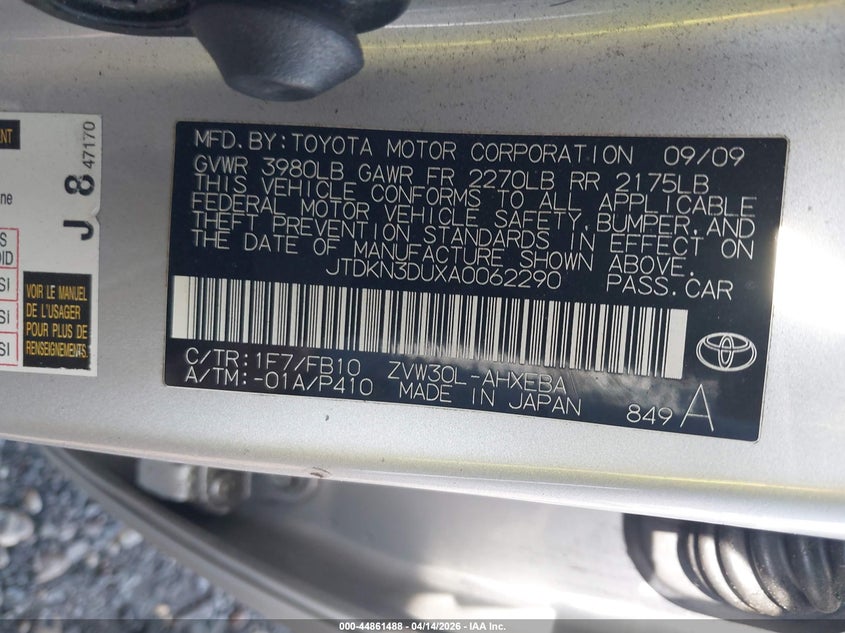 MFD.BY:TOYOTA MOTOR CORPORATION 09/09
GVWR 3980LB GAWR FR 2270LB RR 2175LB
THIS VEHICLE CONFORMS TO ALL APPLICABLE
FEDERAL MOTOR VEHICLE SAFETY,BUMPER,AND
THEFT PREVENTION STANDARDS IN EFFECT ON
THE DATE OF MANUFACTURE SHOWN ABOVE.
JTDKN3DUXA0062290 PASS.CAR
C/TR:1F7/FB10 ZVW30L-AHXEBA
A/TM:-01A/P410 MADE IN JAPAN
849 A
J 8 47170
VOIR LE MANUEL
DE L'USAGER
POUR PLUS DE
RENSEIGNEMENTS.
000-44861488 - 04/14/2026 - IAA Inc.